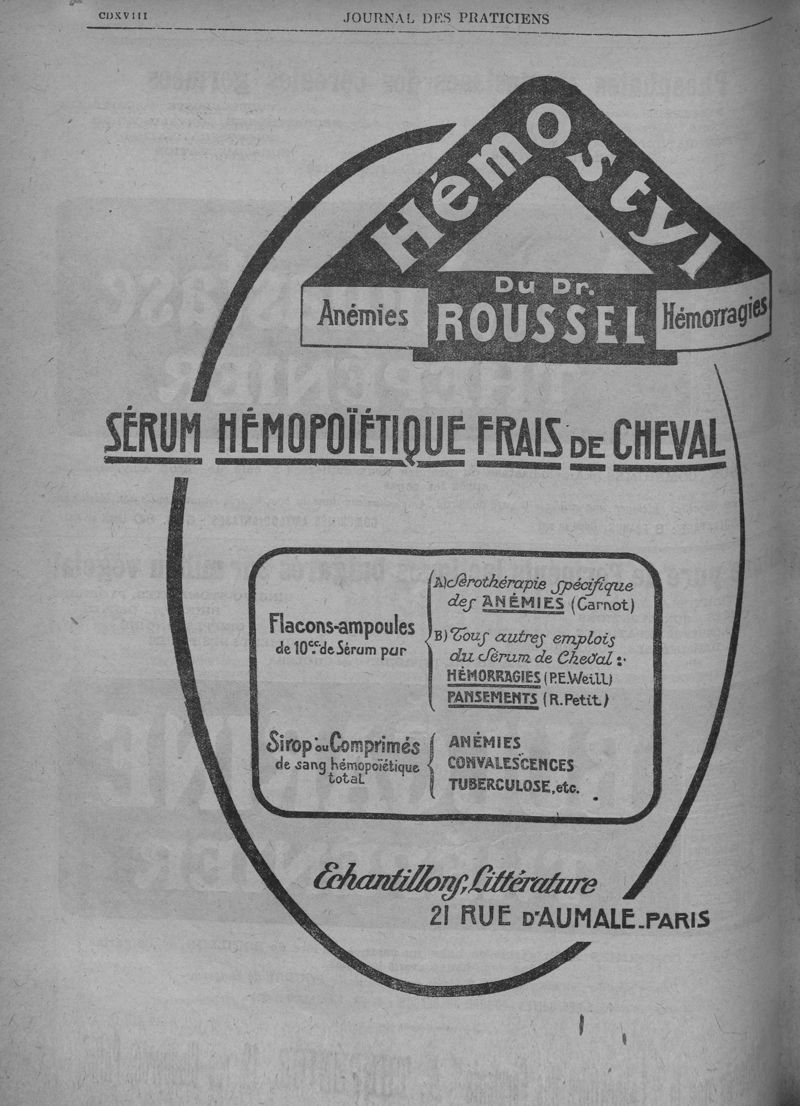 CDXVIII
JOURNAL DES PRATICIENS
Hémostyl
Du Dr.
ROUSSEL
Anémies
Hémorragies
SÉRUM HÉMOPOÏÉTIQUE FRAIS DE CHEVAL
Flacons-ampoules
de 10cc. de Sérum pur
A) Sérothérapie spécifique
des ANÉMIES (Carnot)
B) Tous autres emplois
du Sérum de Cheval :
HÉMORRAGIES (P.E. Weill)
PANSEMENTS (R. Petit)
Sirop ou Comprimés
de sang hémopoïétique
total
ANÉMIES
CONVALESCENCES
TUBERCULOSE, etc.
Echantillons, Littérature
21 RUE D'AUMALE-PARIS